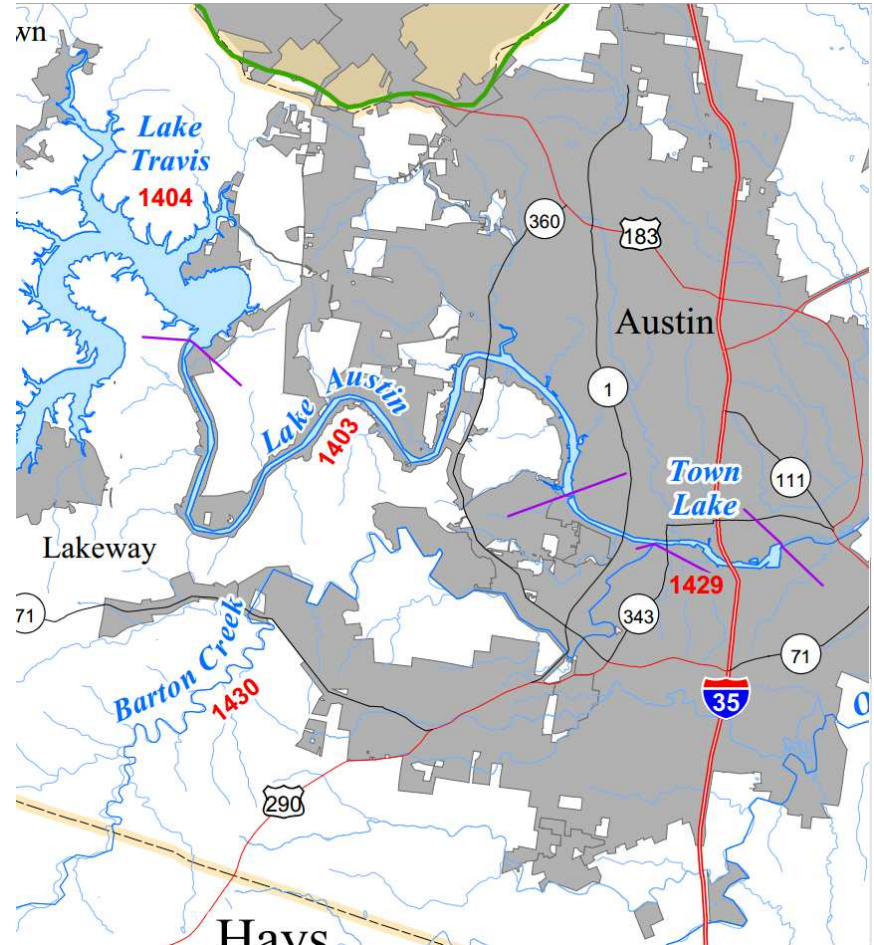 wn
Lake
Travis
1404
360
183
Austin
1
Lake Austin
1403
Town
Lake
111
Lakeway
71
1429
343
71
Barton Creek
1430
35
O
290
Hays